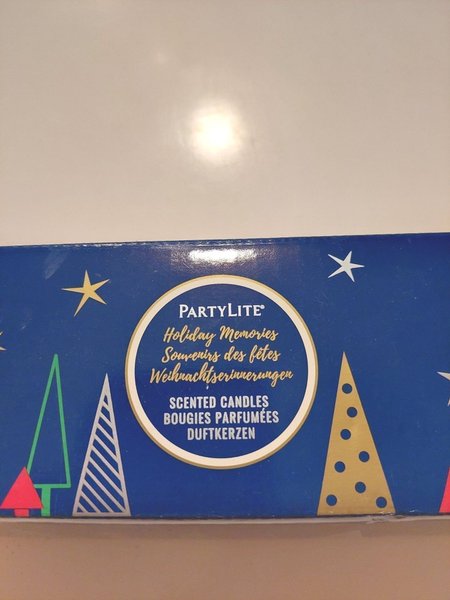 PARTYLITE®
Holiday Memories
Souvenirs des fêtes
Weihnachtserinnerungen
SCENTED CANDLES
BOUGIES PARFUMÉES
DUFTKERZEN